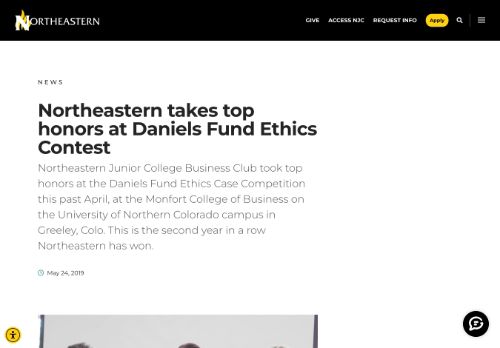 NORTHEASTERN
GIVE ACCESS NJC REQUEST INFO Apply
NEWS
Northeastern takes top
honors at Daniels Fund Ethics
Contest
Northeastern Junior College Business Club took top
honors at the Daniels Fund Ethics Case Competition
this past April, at the Monfort College of Business on
the University of Northern Colorado campus in
Greeley, Colo. This is the second year in a row
Northeastern has won.
May 24, 2019